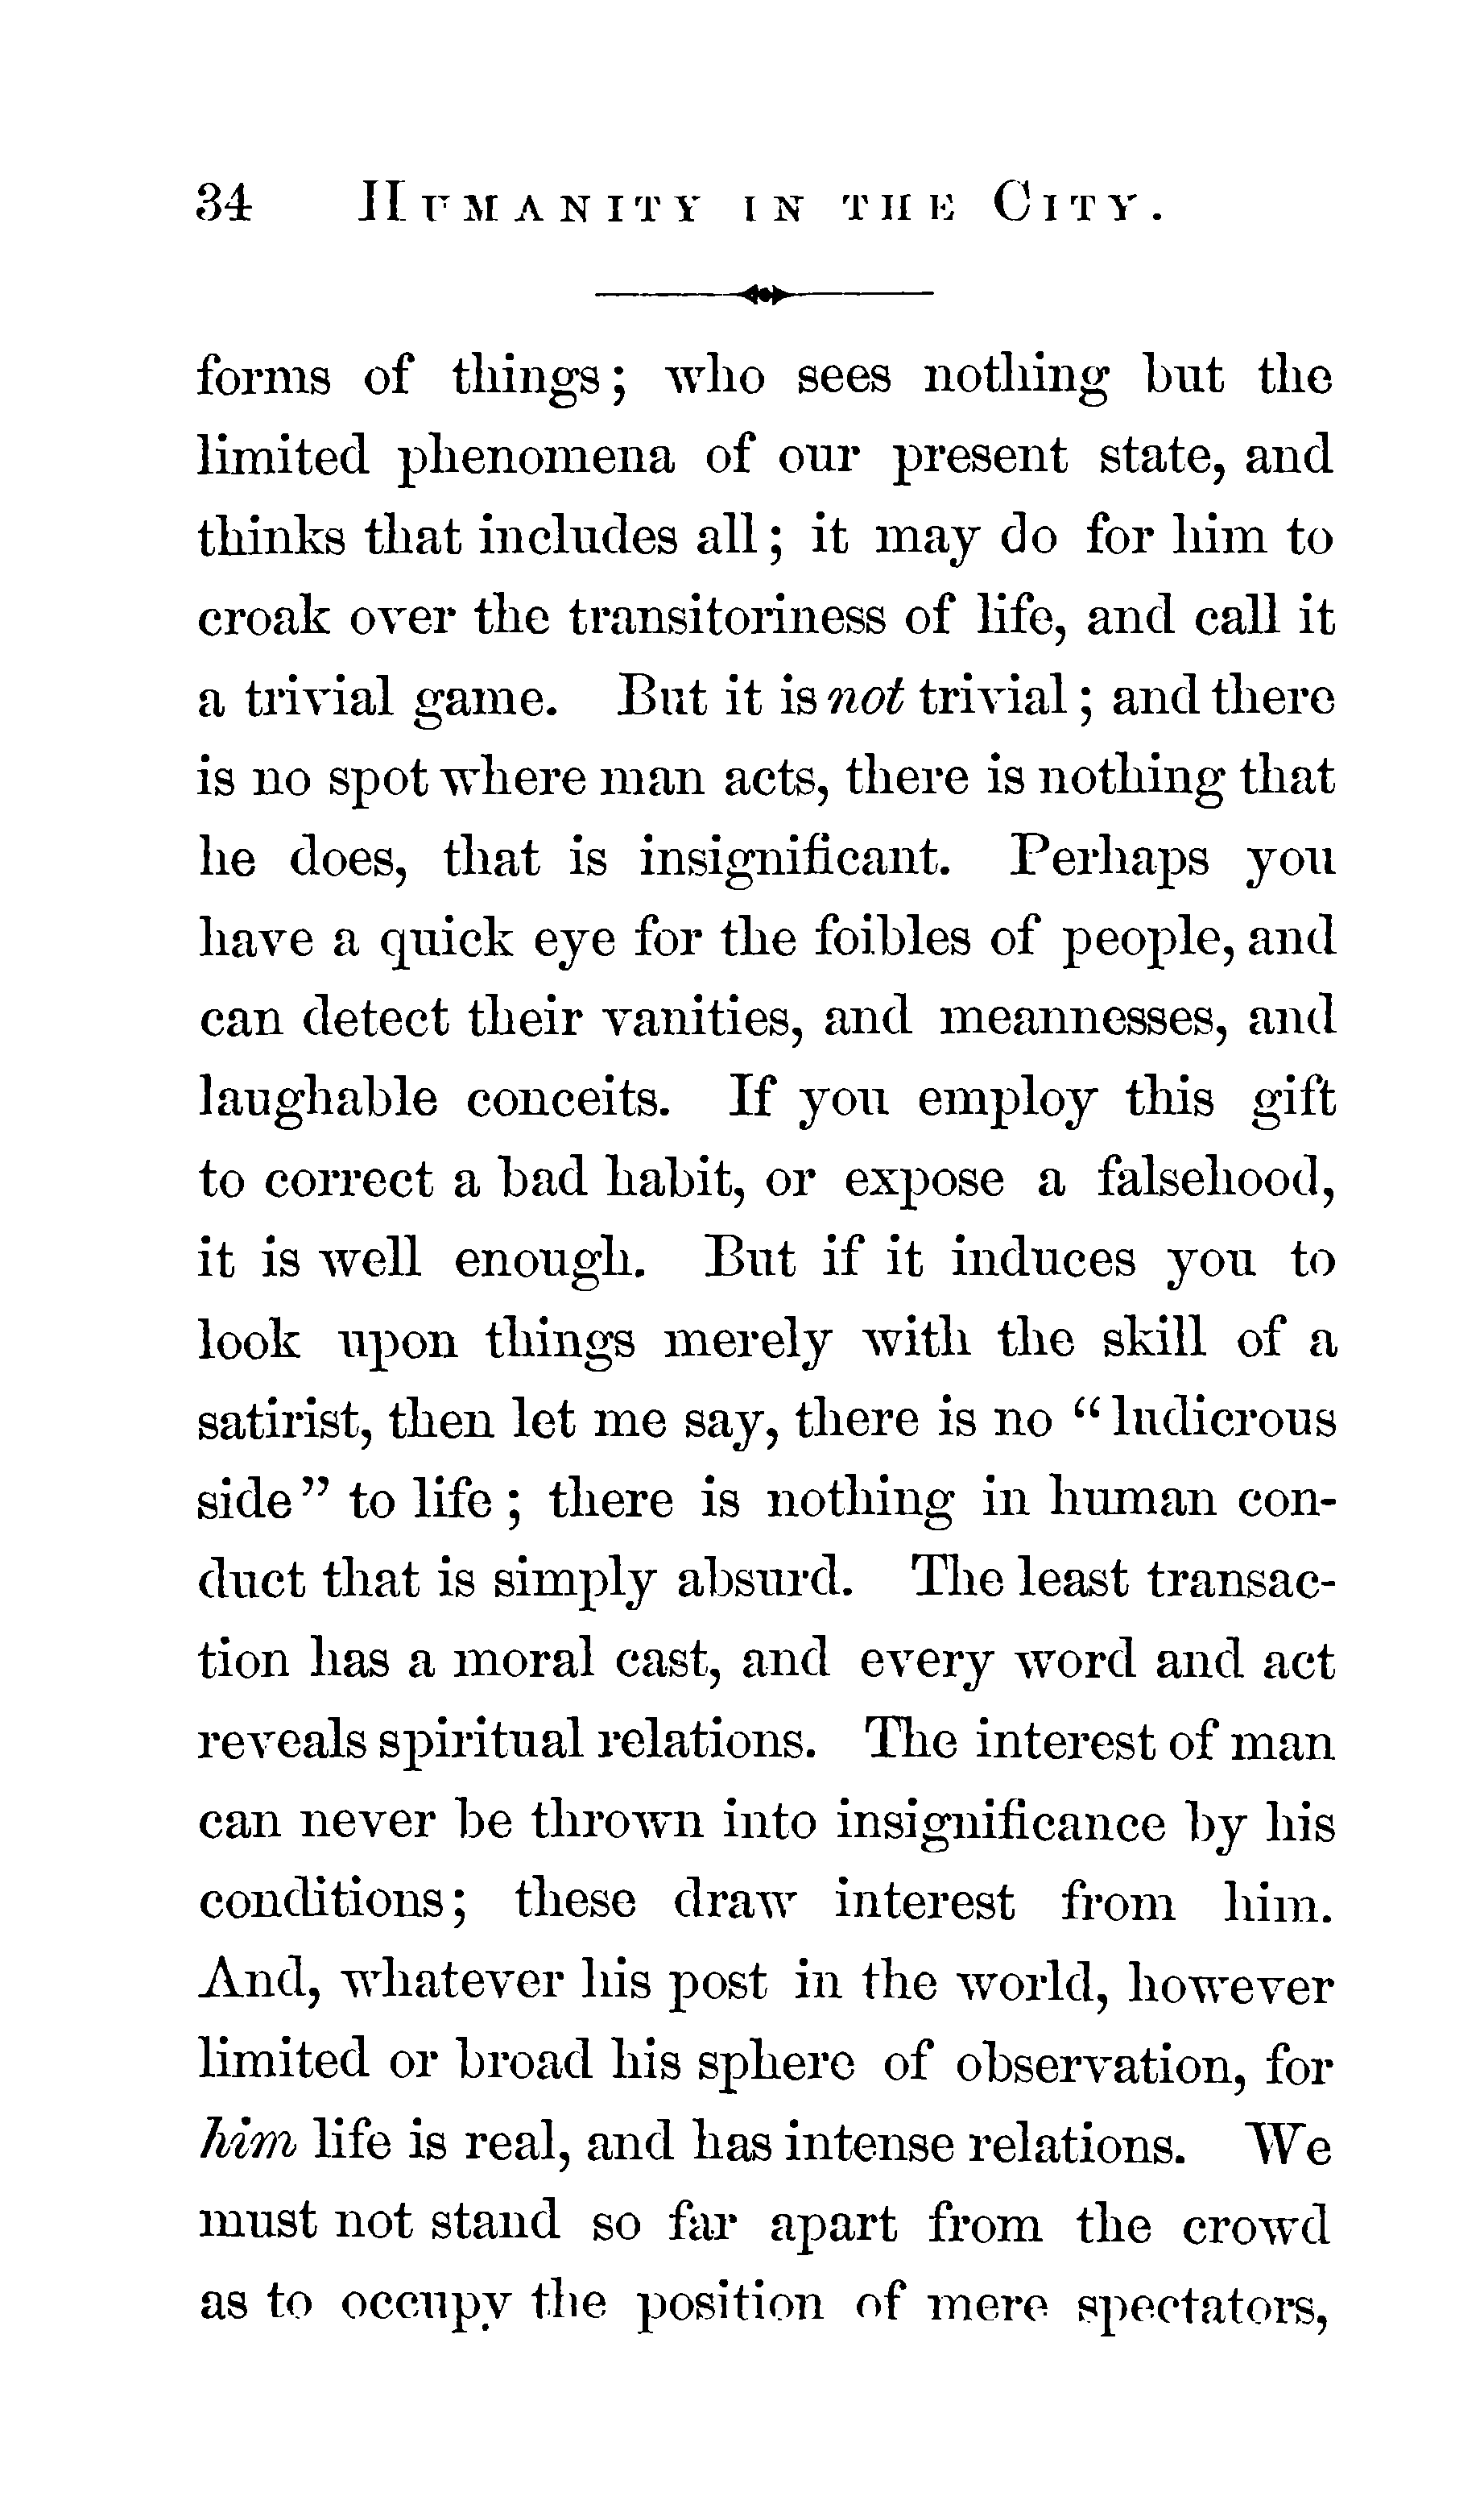 34 HUMANITY IN THE CITY.
forms of things; who sees nothing but the
limited phenomena of our present state, and
thinks that includes all; it may do for him to
croak over the transitoriness of life, and call it
a trivial game. But it is not trivial; and there
is no spot where man acts, there is nothing that
he does, that is insignificant. Perhaps you
have a quick eye for the foibles of people, and
can detect their vanities, and meannesses, and
laughable conceits. If you employ this gift
to correct a bad habit, or expose a falsehood,
it is well enough. But if it induces you to
look upon things merely with the skill of a
satirist, then let me say, there is no “ludicrous
side” to life; there is nothing in human con-
duct that is simply absurd. The least transac-
tion has a moral cast, and every word and act
reveals spiritual relations. The interest of man
can never be thrown into insignificance by his
conditions; these draw interest from him.
And, whatever his post in the world, however
limited or broad his sphere of observation, for
him life is real, and has intense relations. We
must not stand so far apart from the crowd
as to occupy the position of mere spectators,